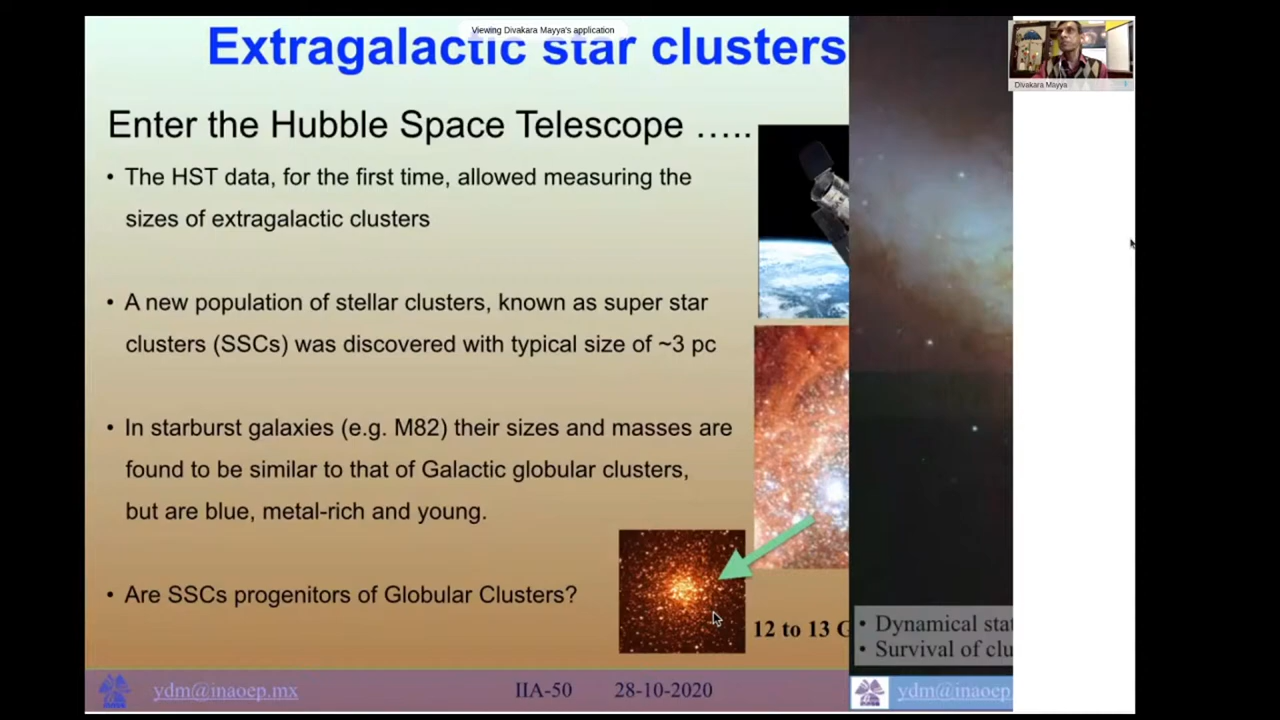 Viewing Divakara Mayya's application
Extragalactic star clusters
Divakara Mayya
Enter the Hubble Space Telescope …..
• The HST data, for the first time, allowed measuring the
sizes of extragalactic clusters
• A new population of stellar clusters, known as super star
clusters (SSCs) was discovered with typical size of ~3 pc
• In starburst galaxies (e.g. M82) their sizes and masses are
found to be similar to that of Galactic globular clusters,
but are blue, metal-rich and young.
• Are SSCs progenitors of Globular Clusters?
12 to 13 G
• Dynamical stat
• Survival of clu
ydm@inaoep.mx
IIA-50 28-10-2020
ydm@inaoep